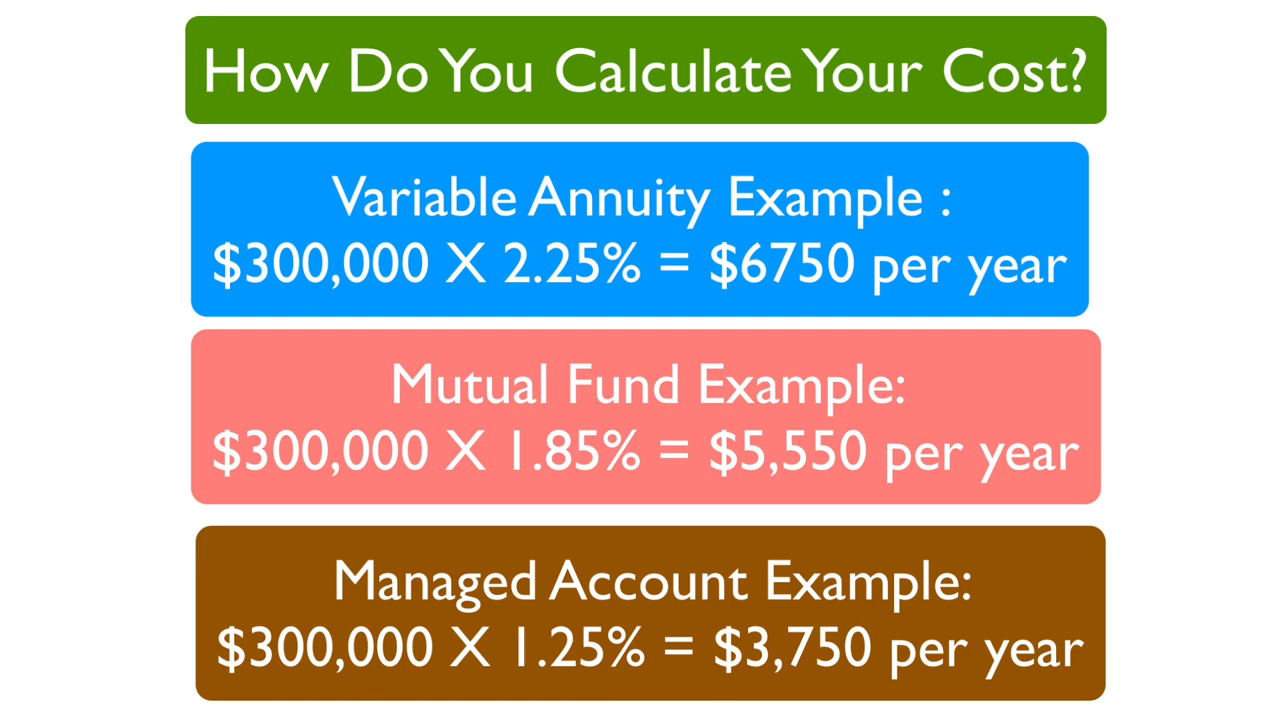 How Do You Calculate Your Cost?
Variable Annuity Example :
$300,000 X 2.25% = $6750 per year
Mutual Fund Example:
$300,000 X 1.85% = $5,550 per year
Managed Account Example:
$300,000 X 1.25% = $3,750 per year